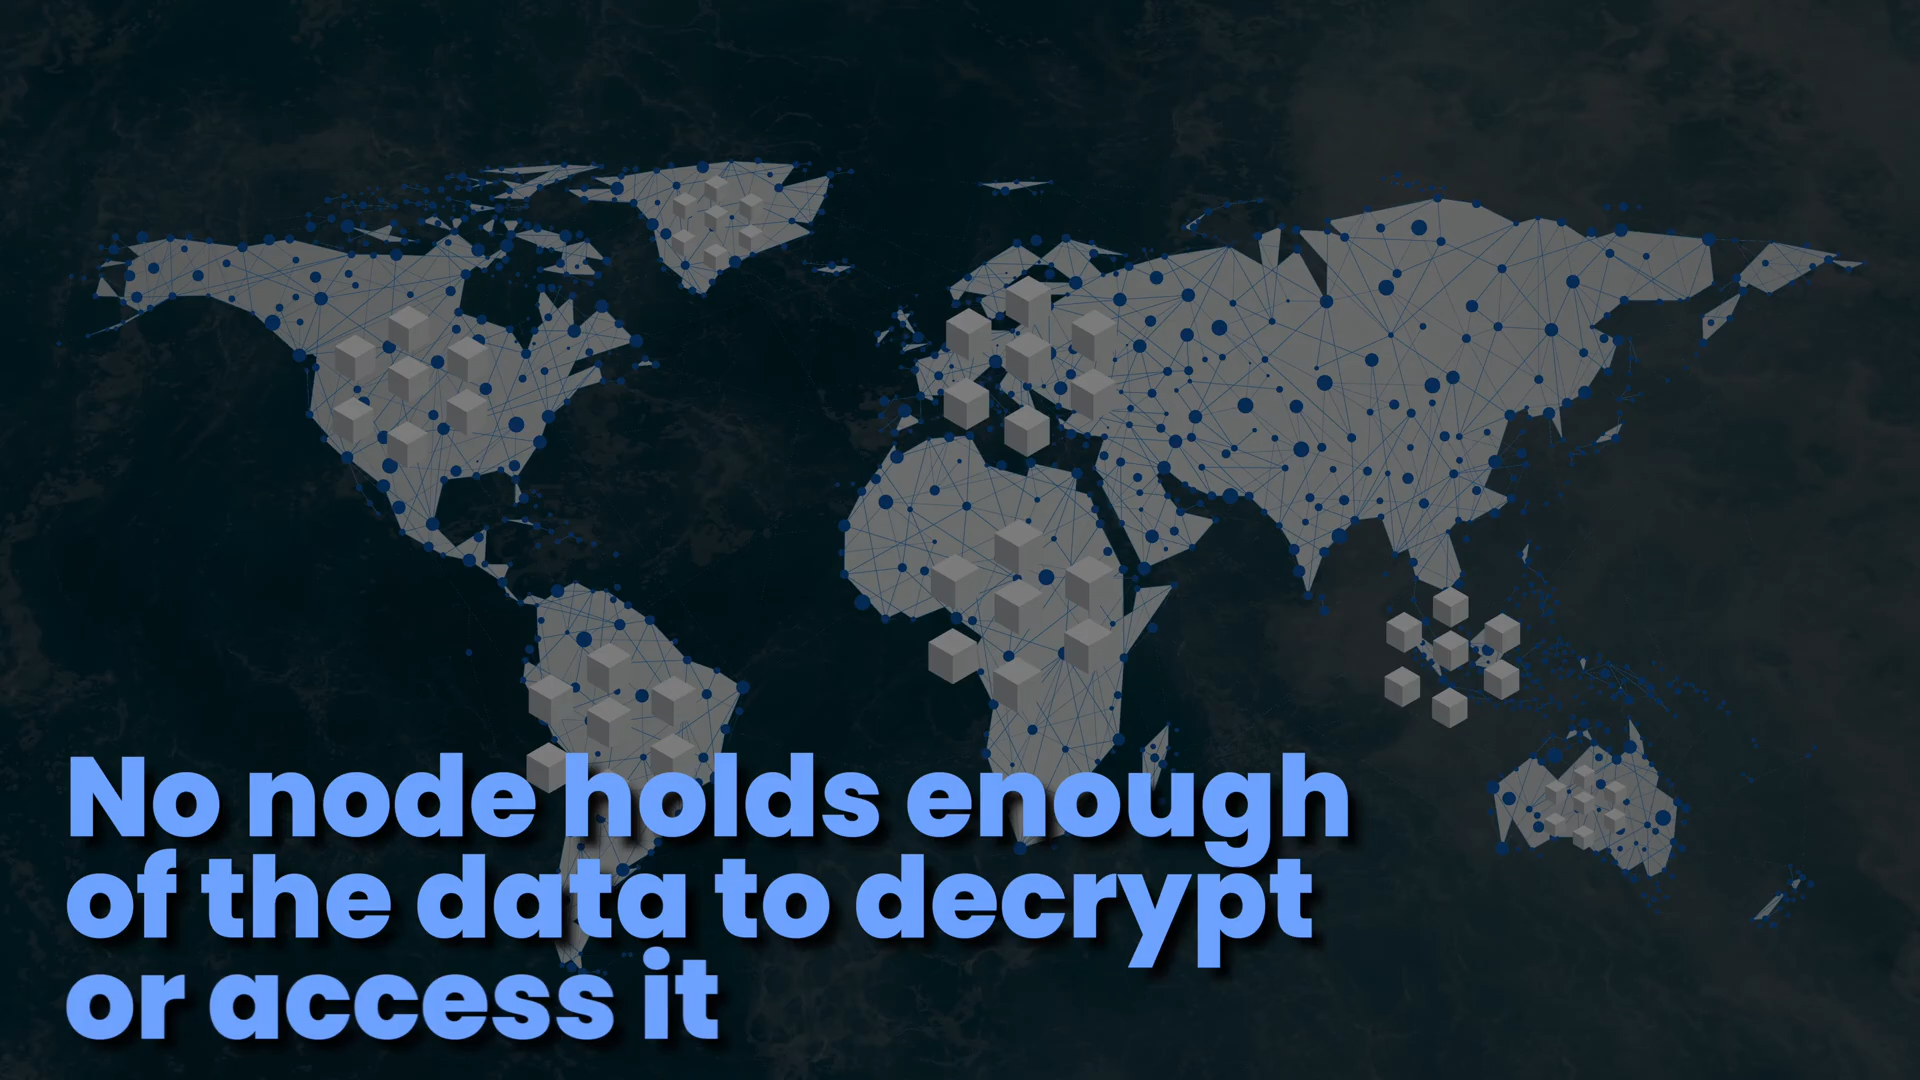 No node holds enough
of the data to decrypt
or access it